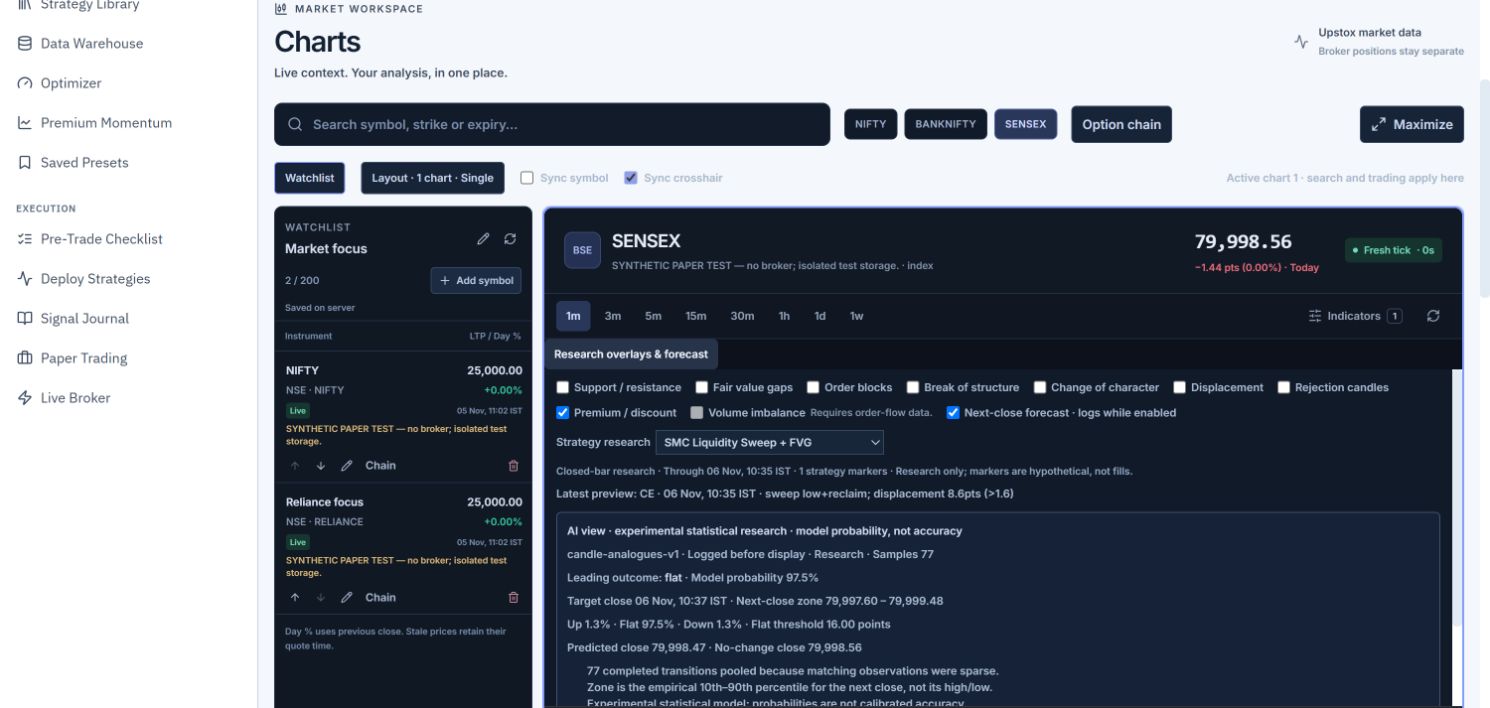 Strategy Library
Data Warehouse
Optimizer
Premium Momentum
Saved Presets
EXECUTION
Pre-Trade Checklist
Deploy Strategies
Signal Journal
Paper Trading
Live Broker
MARKET WORKSPACE
Charts
Live context. Your analysis, in one place.
Upstox market data
Broker positions stay separate
Search symbol, strike or expiry...
NIFTY
BANKNIFTY
SENSEX
Option chain
Maximize
Watchlist
Layout · 1 chart · Single
Sync symbol
Sync crosshair
Active chart 1 · search and trading apply here
WATCHLIST
Market focus
2 / 200
+ Add symbol
Saved on server
Instrument LTP / Day %
NIFTY 25,000.00
NSE · NIFTY +0.00%
Live 05 Nov, 11:02 IST
SYNTHETIC PAPER TEST — no broker; isolated test
storage.
↑ ↓ Chain
Reliance focus 25,000.00
NSE · RELIANCE +0.00%
Live 05 Nov, 11:02 IST
SYNTHETIC PAPER TEST — no broker; isolated test
storage.
↑ ↓ Chain
Day % uses previous close. Stale prices retain their
quote time.
BSE
SENSEX
SYNTHETIC PAPER TEST — no broker; isolated test storage. · index
79,998.56
−1.44 pts (0.00%) · Today
Fresh tick · 0s
1m 3m 5m 15m 30m 1h 1d 1w
Indicators 1
Research overlays & forecast
Support / resistance Fair value gaps Order blocks Break of structure Change of character Displacement Rejection candles
Premium / discount Volume imbalance Requires order-flow data. Next-close forecast · logs while enabled
Strategy research SMC Liquidity Sweep + FVG
Closed-bar research · Through 06 Nov, 10:35 IST · 1 strategy markers · Research only; markers are hypothetical, not fills.
Latest preview: CE · 06 Nov, 10:35 IST · sweep low+reclaim; displacement 8.6pts (>1.6)
AI view · experimental statistical research · model probability, not accuracy
candle-analogues-v1 · Logged before display · Research · Samples 77
Leading outcome: flat · Model probability 97.5%
Target close 06 Nov, 10:37 IST · Next-close zone 79,997.60 – 79,999.48
Up 1.3% · Flat 97.5% · Down 1.3% · Flat threshold 16.00 points
Predicted close 79,998.47 · No-change close 79,998.56
77 completed transitions pooled because matching observations were sparse.
Zone is the empirical 10th–90th percentile for the next close, not its high/low.
Experimental statistical model; probabilities are not calibrated accuracy.